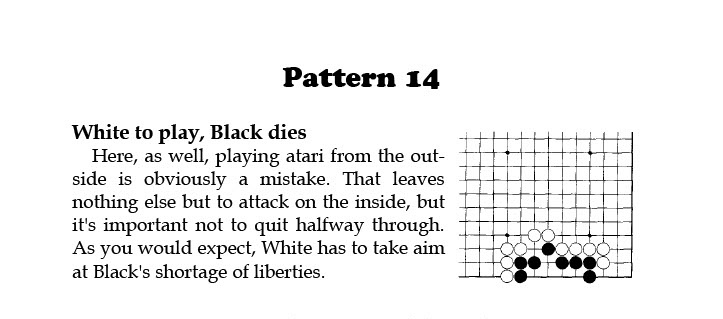 Pattern 14
White to play, Black dies
Here, as well, playing atari from the out-
side is obviously a mistake. That leaves
nothing else but to attack on the inside, but
it's important not to quit halfway through.
As you would expect, White has to take aim
at Black's shortage of liberties.